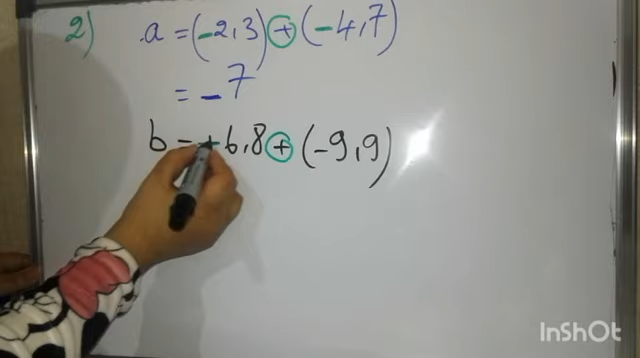 2) a = (-2,3) + (-4,7)
= -7
b = +6,8 + (-9,9)
InShOt